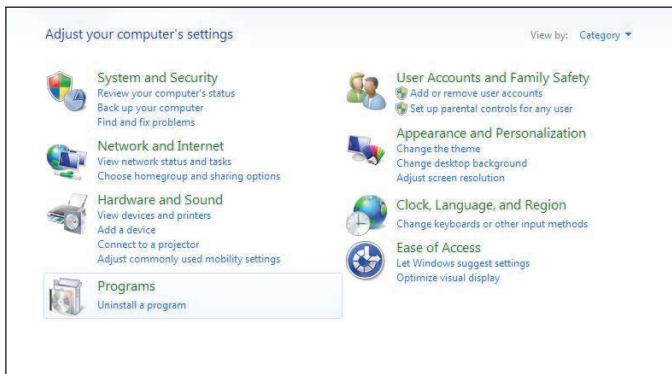 Adjust your computer's settings
View by: Category
System and Security
Review your computer's status
Back up your computer
Find and fix problems
Network and Internet
View network status and tasks
Choose homegroup and sharing options
Hardware and Sound
View devices and printers
Add a device
Connect to a projector
Adjust commonly used mobility settings
Programs
Uninstall a program
User Accounts and Family Safety
Add or remove user accounts
Set up parental controls for any user
Appearance and Personalization
Change the theme
Change desktop background
Adjust screen resolution
Clock, Language, and Region
Change keyboards or other input methods
Ease of Access
Let Windows suggest settings
Optimize visual display